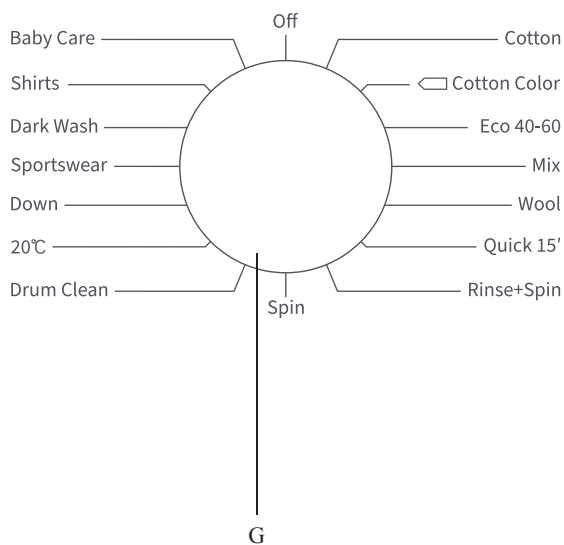 Off
Baby Care
Cotton
Shirts
Cotton Color
Dark Wash
Eco 40-60
Sportswear
Mix
Down
Wool
20℃
Quick 15′
Drum Clean
Rinse+Spin
Spin
G